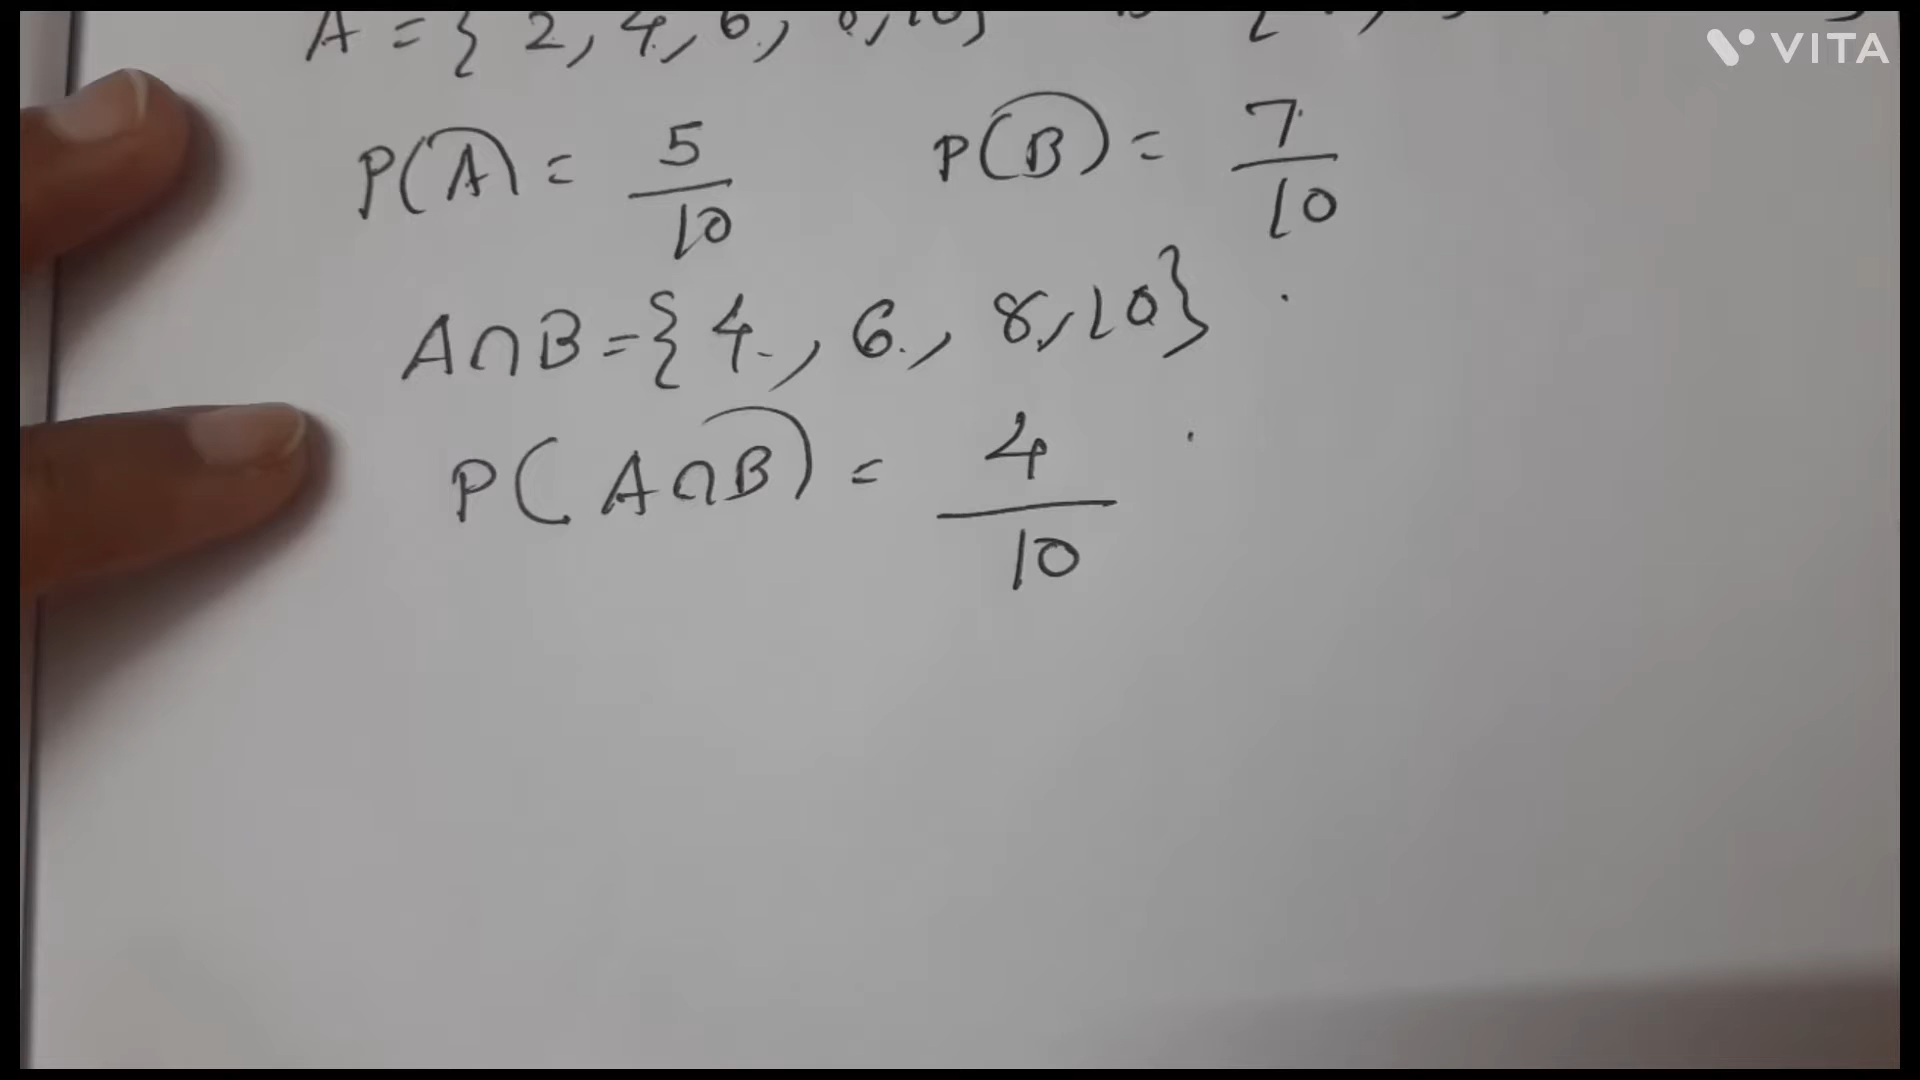 A = { 2, 4, 6, 8, 10}
VITA
P(A) = 5/10 P(B) = 7/10
A∩B = { 4, 6, 8, 10}
P(A∩B) = 4/10